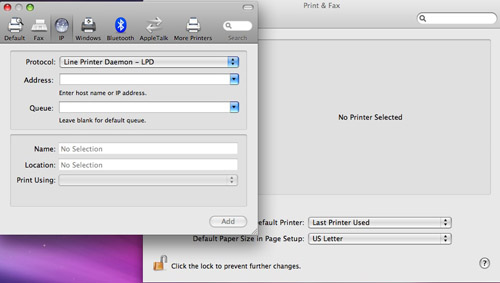 Print & Fax
Default Fax IP Windows Bluetooth AppleTalk More Printers Search
Protocol: Line Printer Daemon – LPD
Address:
Enter host name or IP address.
Queue:
Leave blank for default queue.
Name: No Selection
Location: No Selection
Print Using:
Add
No Printer Selected
Default Printer: Last Printer Used
Default Paper Size in Page Setup: US Letter
Click the lock to prevent further changes.
?